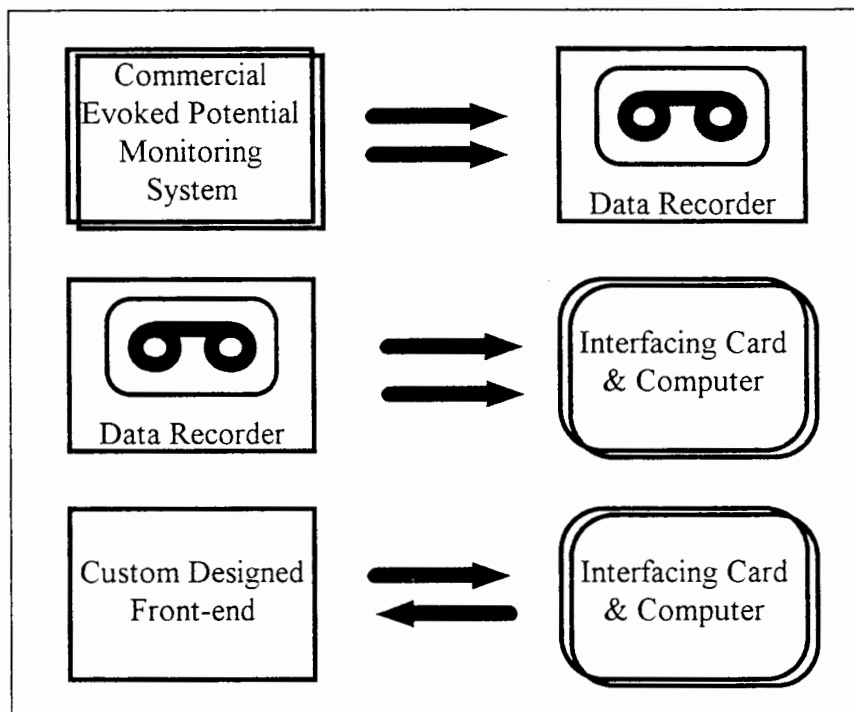 Commercial
Evoked Potential
Monitoring
System
Data Recorder
Data Recorder
Interfacing Card
& Computer
Custom Designed
Front-end
Interfacing Card
& Computer